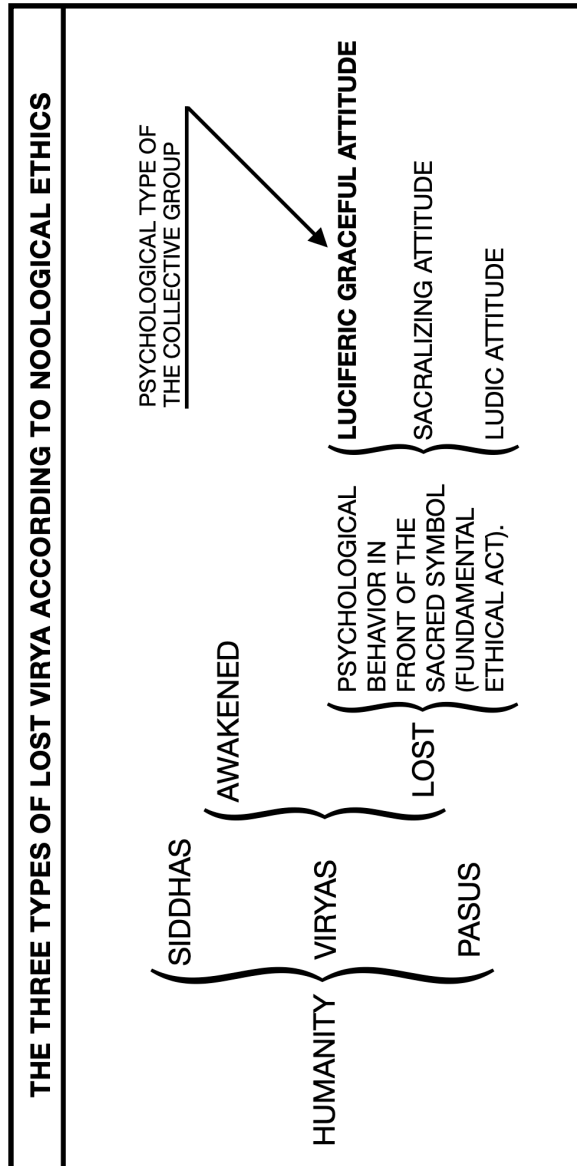 THE THREE TYPES OF LOST VIRYA ACCORDING TO NOOLOGICAL ETHICS
HUMANITY
SIDDHAS
VIRYAS
PASUS
AWAKENED
LOST
PSYCHOLOGICAL
BEHAVIOR IN
FRONT OF THE
SACRED SYMBOL
(FUNDAMENTAL
ETHICAL ACT).
PSYCHOLOGICAL TYPE OF
THE COLLECTIVE GROUP
LUCIFERIC GRACEFUL ATTITUDE
SACRALIZING ATTITUDE
LUDIC ATTITUDE